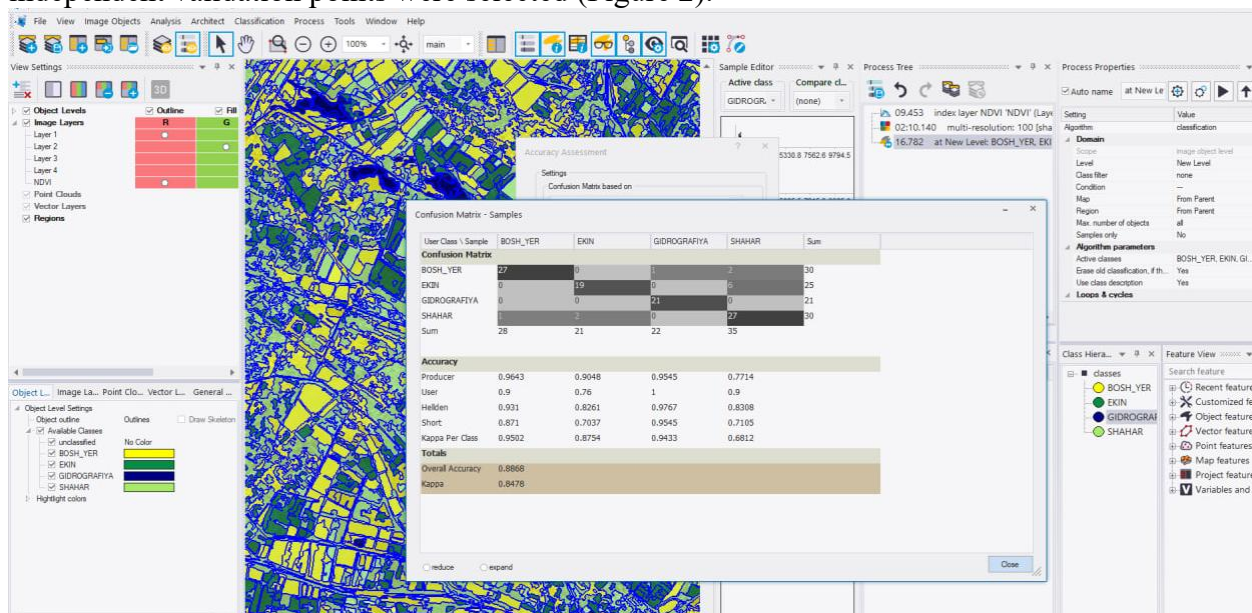 independent validation points were selected (Figure 2).
File View Image Objects Analysis Architect Classification Process Tools Window Help
100% main
View Settings
3D
Object Levels Outline Fill
Image Layers R G
Layer 1
Layer 2
Layer 3
Layer 4
NDVI
Point Clouds
Vector Layers
Regions
Object L... Image La... Point Clo... Vector L... General ...
Object Level Settings
Object outline Outlines Draw Skeleton
Available Classes
unclassified No Color
BOSH_YER
EKIN
GIDROGRAFIYA
SHAHAR
Hightlight colors
Accuracy Assessment ? ×
Settings
Confusion Matrix based on
Sample Editor
Active class Compare cl...
GIDROGR. (none)
5330.8 7562.6 9794.5
Process Tree
09.453 index layer NDVI 'NDVI' (Laye
02:10.140 multi-resolution: 100 [sha
16.782 at New Level: BOSH_YER, EKI
Process Properties
Auto name at New Le
Setting Value
Algorithm classification
Domain
Scope image object level
Level New Level
Class filter none
Condition —
Map From Parent
Region From Parent
Max. number of objects all
Samples only No
Algorithm parameters
Active classes BOSH_YER, EKIN, GI...
Erase old classification, if th... Yes
Use class description Yes
Loops & cycles
Confusion Matrix - Samples
User Class \ Sample BOSH_YER EKIN GIDROGRAFIYA SHAHAR Sum
Confusion Matrix
BOSH_YER 27 0 1 2 30
EKIN 0 19 0 6 25
GIDROGRAFIYA 0 0 21 0 21
SHAHAR 1 2 0 27 30
Sum 28 21 22 35
Accuracy
Producer 0.9643 0.9048 0.9545 0.7714
User 0.9 0.76 1 0.9
Hellden 0.931 0.8261 0.9767 0.8308
Short 0.871 0.7037 0.9545 0.7105
Kappa Per Class 0.9502 0.8754 0.9433 0.6812
Totals
Overall Accuracy 0.8868
Kappa 0.8478
reduce expand
Close
Class Hiera...
classes
BOSH_YER
EKIN
GIDROGRAF
SHAHAR
Feature View
Search feature
Recent feature
Customized fe
Object feature
Vector feature
Point features
Map features
Project feature
Variables and